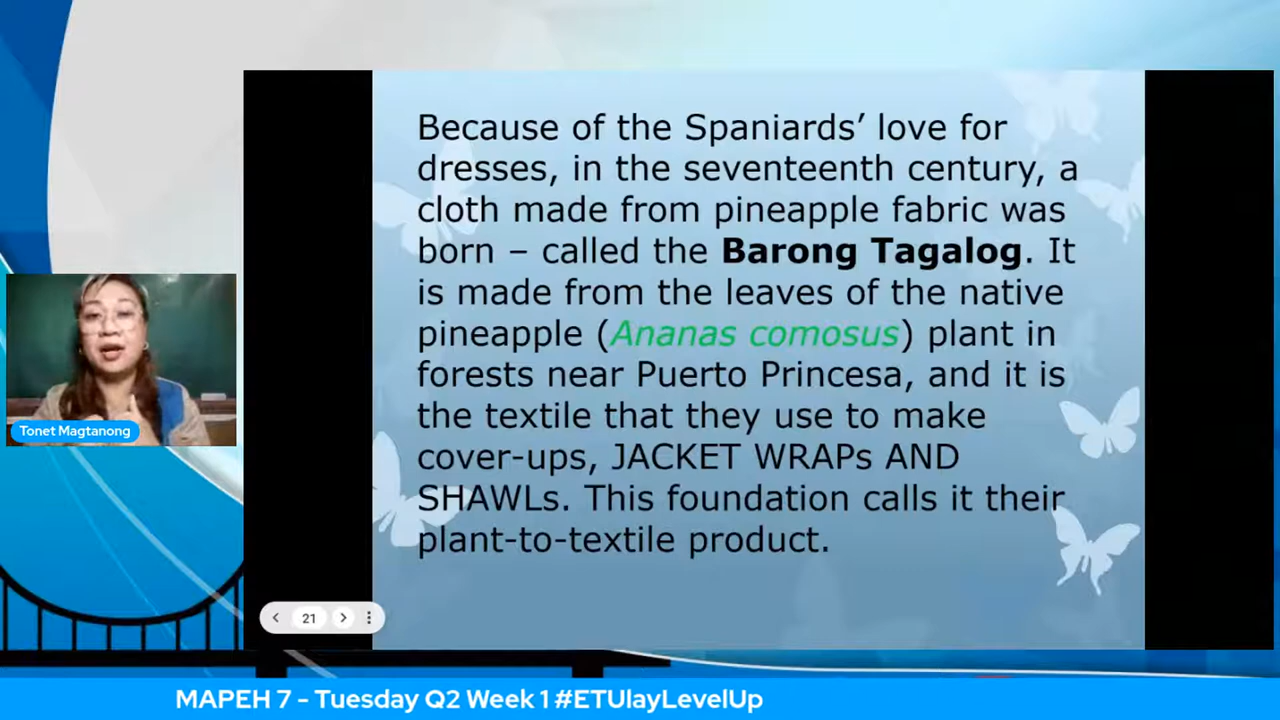 Because of the Spaniards’ love for
dresses, in the seventeenth century, a
cloth made from pineapple fabric was
born – called the Barong Tagalog. It
is made from the leaves of the native
pineapple (Ananas comosus) plant in
forests near Puerto Princesa, and it is
the textile that they use to make
cover-ups, JACKET WRAPs AND
SHAWLs. This foundation calls it their
plant-to-textile product.
Tonet Magtanong
21
MAPEH 7 - Tuesday Q2 Week 1 #ETUlayLevelUp